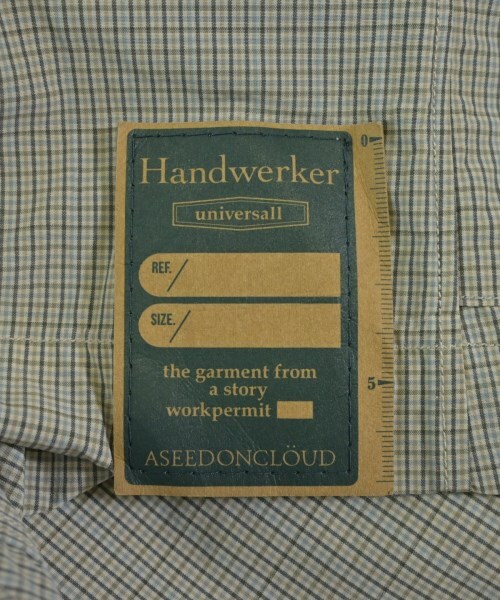 Handwerker
universall
REF. /
SIZE. /
the garment from
a story
workpermit
ASEEDONCLÖUD
0
5